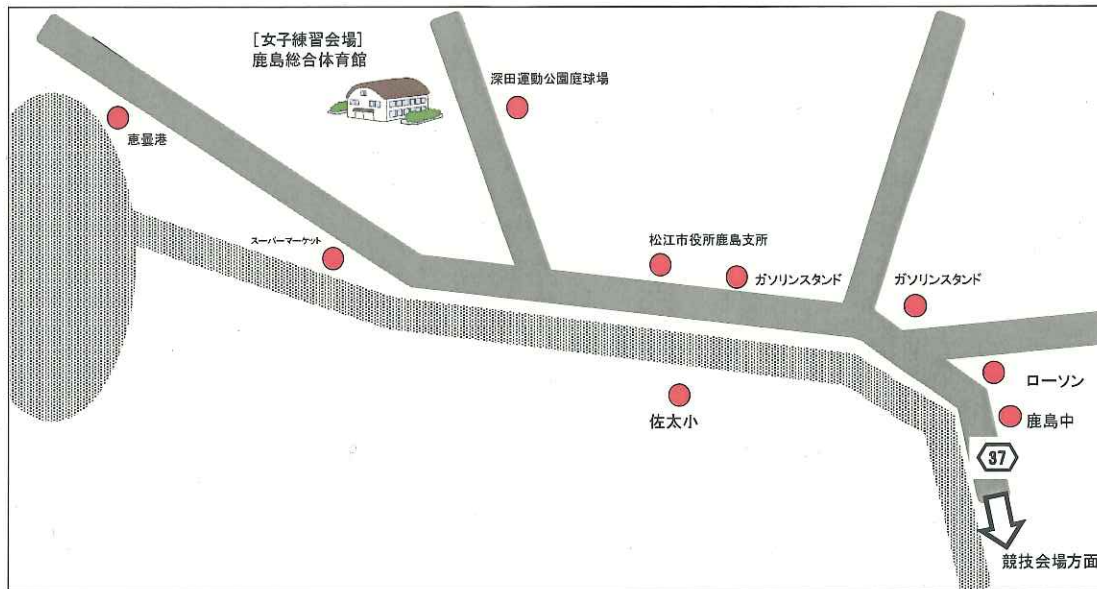 [女子練習会場]
鹿島総合体育館
深田運動公園庭球場
恵曇港
スーパーマーケット
松江市役所鹿島支所
ガソリンスタンド
ガソリンスタンド
ローソン
佐太小
鹿島中
37
競技会場方面